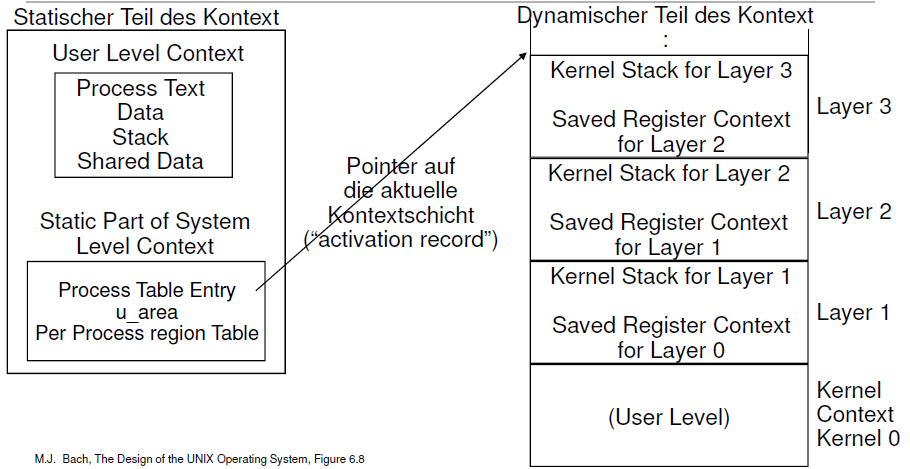 Statischer Teil des Kontext
User Level Context
Process Text
Data
Stack
Shared Data
Static Part of System
Level Context
Process Table Entry
u_area
Per Process region Table
Pointer auf
die aktuelle
Kontextschicht
(“activation record”)
Dynamischer Teil des Kontext
:
Kernel Stack for Layer 3
Saved Register Context
for Layer 2
Layer 3
Kernel Stack for Layer 2
Saved Register Context
for Layer 1
Layer 2
Kernel Stack for Layer 1
Saved Register Context
for Layer 0
Layer 1
(User Level)
Kernel
Context
Kernel 0
M.J. Bach, The Design of the UNIX Operating System, Figure 6.8